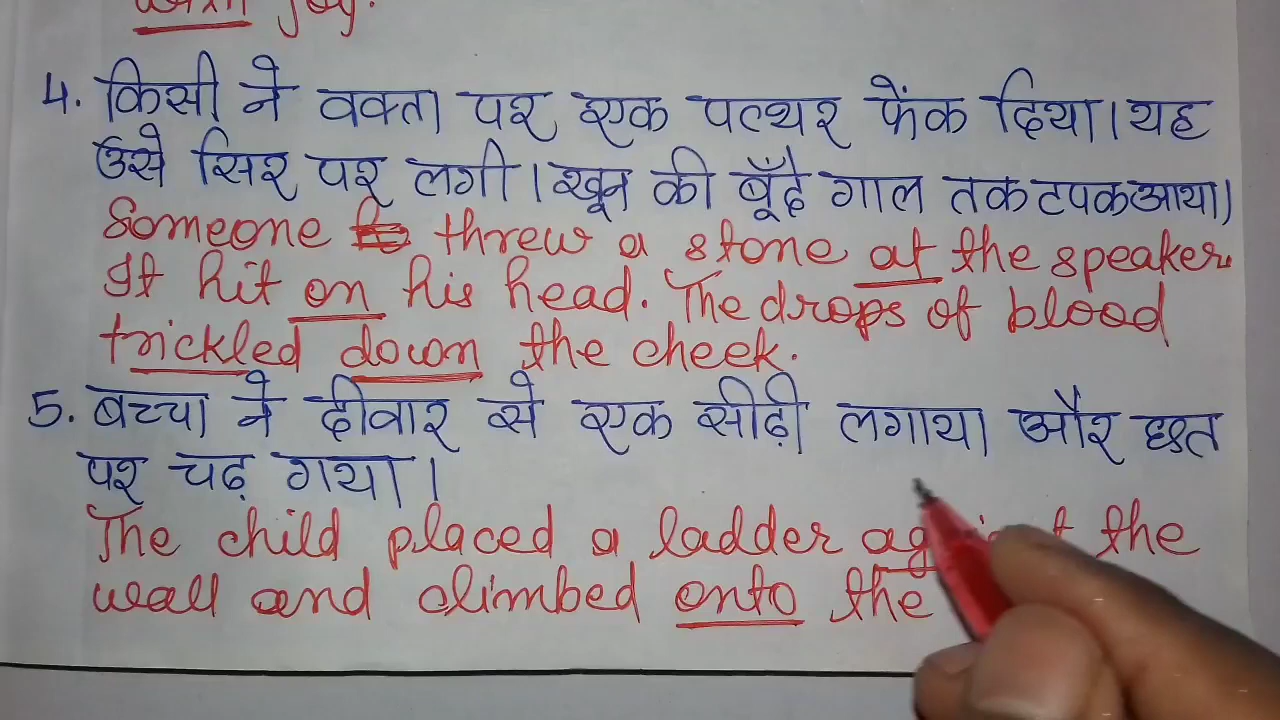 joy.
4. किसी ने वक्ता पर एक पत्थर फेंक दिया। यह
उसे सिर पर लगी। खून की बूँदे गाल तक टपक आया।
Someone threw a stone at the speaker.
It hit on his head. The drops of blood
trickled down the cheek.
5. बच्चा ने दीवार से एक सीढ़ी लगाया और छत
पर चढ़ गया।
The child placed a ladder the
wall and climbed onto the